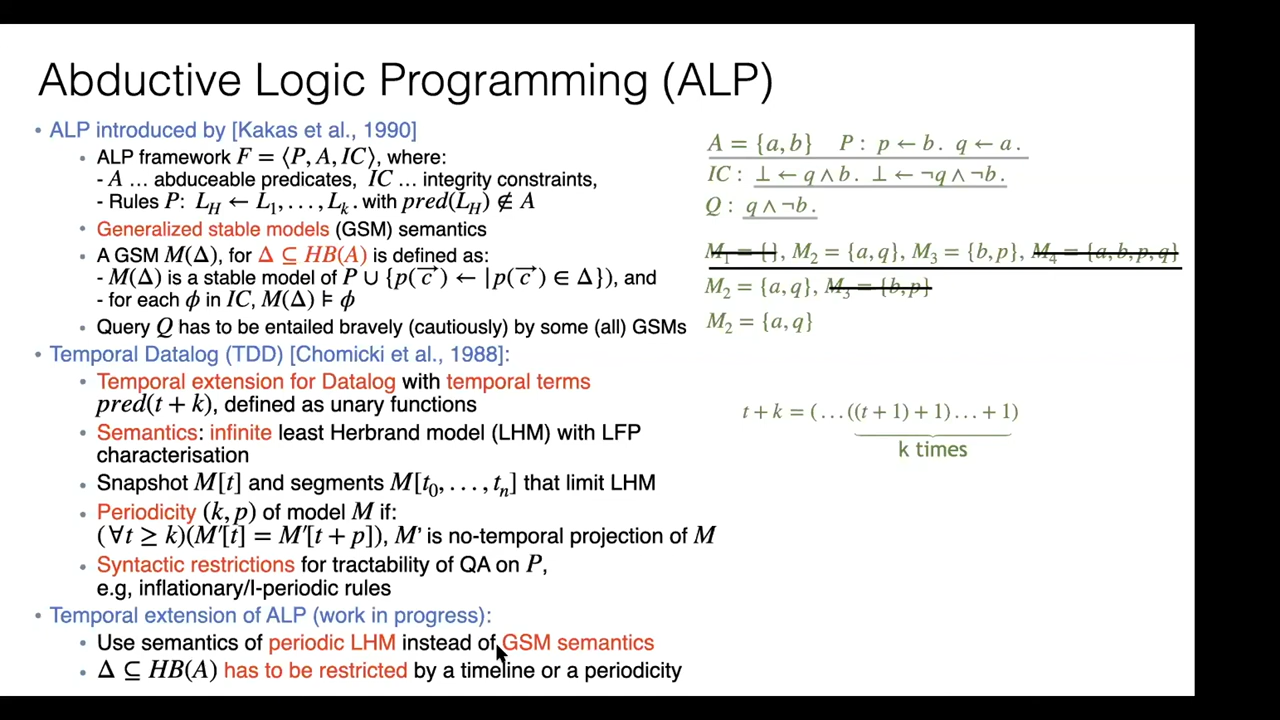 Abductive Logic Programming (ALP)
• ALP introduced by [Kakas et al., 1990]
• ALP framework F = ⟨P, A, IC⟩, where:
- A … abduceable predicates, IC … integrity constraints,
- Rules P: L_H ← L_1, …, L_k. with pred(L_H) ∉ A
• Generalized stable models (GSM) semantics
• A GSM M(Δ), for Δ ⊆ HB(A) is defined as:
- M(Δ) is a stable model of P ∪ {p(c⃗) ← | p(c⃗) ∈ Δ}), and
- for each ϕ in IC, M(Δ) ⊧ ϕ
• Query Q has to be entailed bravely (cautiously) by some (all) GSMs
• Temporal Datalog (TDD) [Chomicki et al., 1988]:
• Temporal extension for Datalog with temporal terms
pred(t + k), defined as unary functions
• Semantics: infinite least Herbrand model (LHM) with LFP
characterisation
• Snapshot M[t] and segments M[t_0, …, t_n] that limit LHM
• Periodicity (k, p) of model M if:
(∀t ≥ k)(M'[t] = M'[t + p]), M' is no-temporal projection of M
• Syntactic restrictions for tractability of QA on P,
e.g, inflationary/I-periodic rules
• Temporal extension of ALP (work in progress):
• Use semantics of periodic LHM instead of GSM semantics
• Δ ⊆ HB(A) has to be restricted by a timeline or a periodicity
A = {a, b} P : p ← b. q ← a.
IC : ⊥ ← q ∧ b. ⊥ ← ¬q ∧ ¬b.
Q : q ∧ ¬b.
M_1 = {}, M_2 = {a, q}, M_3 = {b, p}, M_4 = {a, b, p, q}
M_2 = {a, q}, M_3 = {b, p}
M_2 = {a, q}
t + k = ( … ((t + 1) + 1) … + 1)
k times